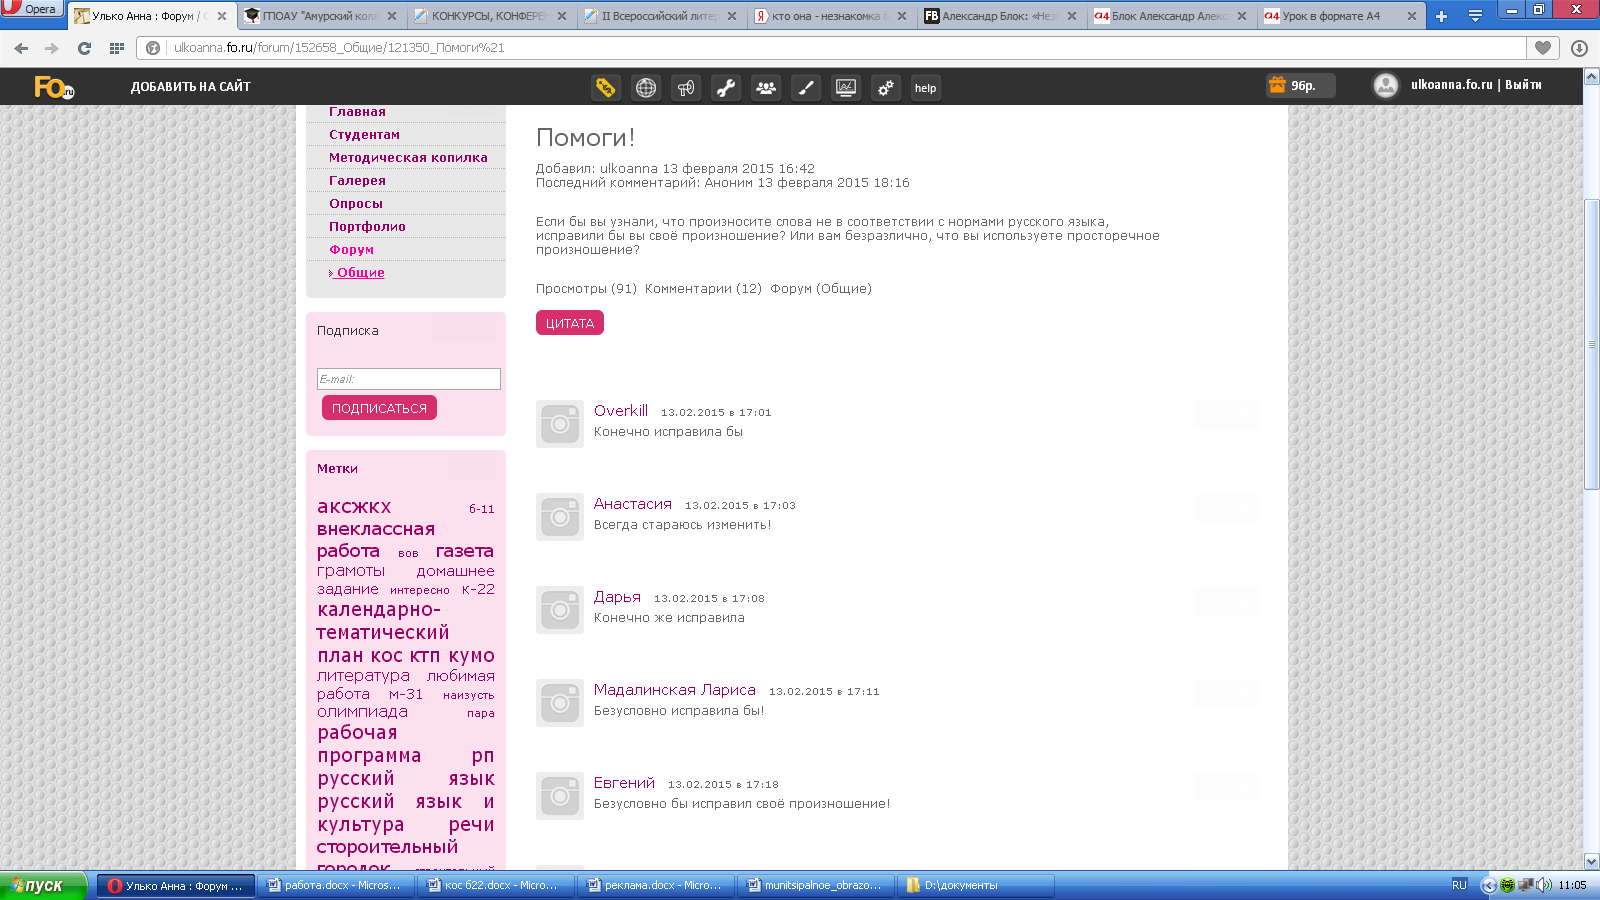 Opera
Улько Анна : Форум / С
ГПОАУ "Амурский колл
КОНКУРСЫ, КОНФЕРЕН
II Всероссийский литер
кто она - незнакомка б
Александр Блок: «Нез
Блок Александр Алекс
Урок в формате А4
ulkoanna.fo.ru/forum/152658_Общие/121350_Помоги%21
FO.ru
ДОБАВИТЬ НА САЙТ
help
96р.
ulkoanna.fo.ru | Выйти
Главная
Студентам
Методическая копилка
Галерея
Опросы
Портфолио
Форум
Общие
Подписка
E-mail:
ПОДПИСАТЬСЯ
Метки
аксжкх 6-11
внеклассная
работа вов газета
грамоты домашнее
задание интересно к-22
календарно-
тематический
план кос ктп кумо
литература любимая
работа м-31 наизусть
олимпиада пара
рабочая
программа рп
русский язык
русский язык и
культура речи
стороительный
городок
Помоги!
Добавил: ulkoanna 13 февраля 2015 16:42
Последний комментарий: Аноним 13 февраля 2015 18:16
Если бы вы узнали, что произносите слова не в соответствии с нормами русского языка,
исправили бы вы своё произношение? Или вам безразлично, что вы используете просторечное
произношение?
Просмотры (91) Комментарии (12) Форум (Общие)
ЦИТАТА
Overkill 13.02.2015 в 17:01
Конечно исправила бы
Анастасия 13.02.2015 в 17:03
Всегда стараюсь изменить!
Дарья 13.02.2015 в 17:08
Конечно же исправила
Мадалинская Лариса 13.02.2015 в 17:11
Безусловно исправила бы!
Евгений 13.02.2015 в 17:18
Безусловно бы исправил своё произношение!
пуск
Улько Анна : Форум ...
работа.docx - Micros...
кос 622.docx - Micro...
реклама.docx - Micro...
munitsipalnoe_obrazo...
D:\документы
RU
11:05